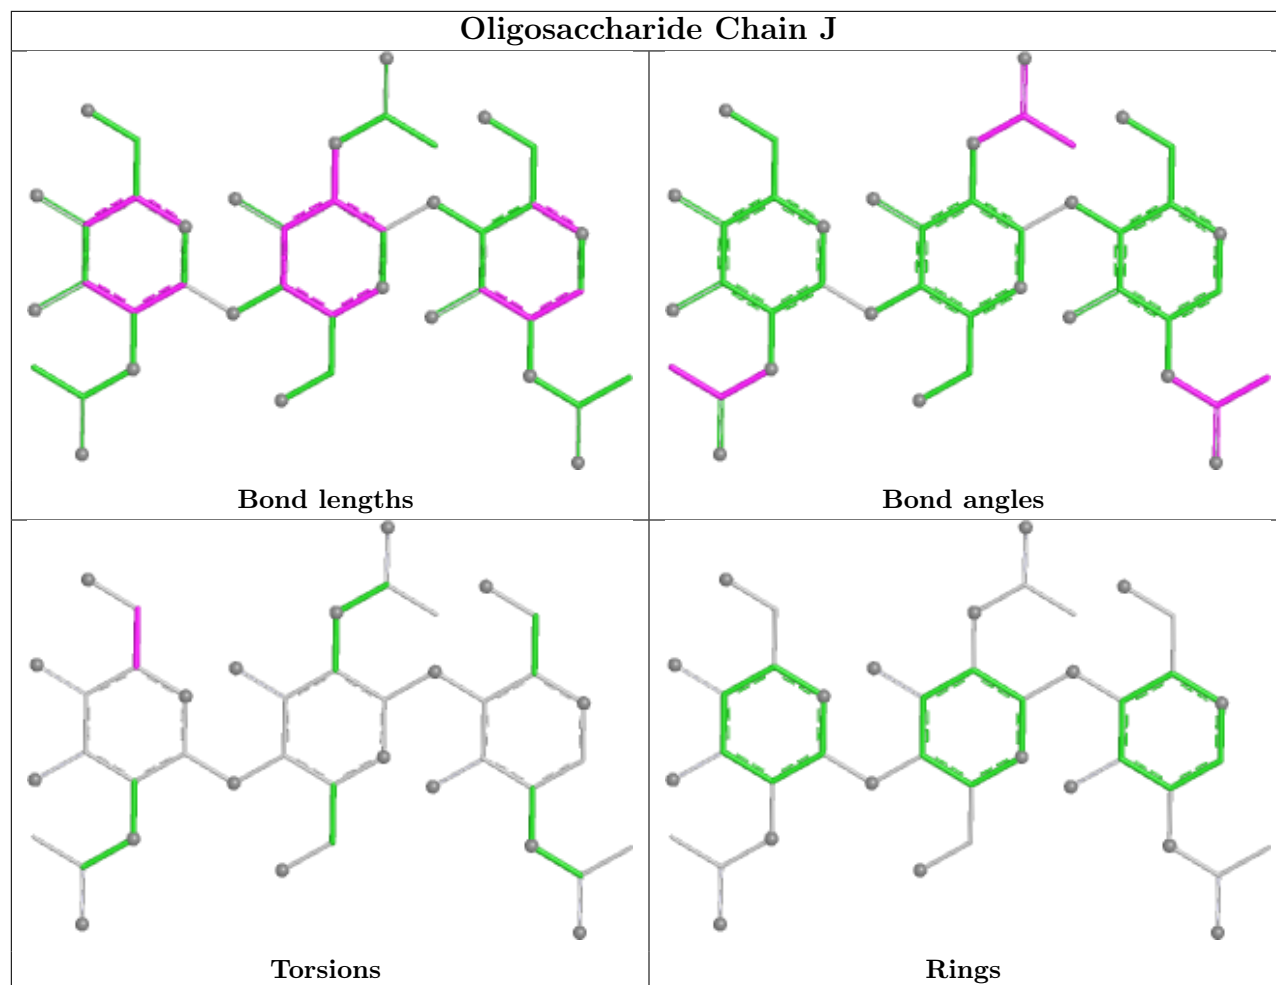 Oligosaccharide Chain J
Bond lengths
Bond angles
Torsions
Rings